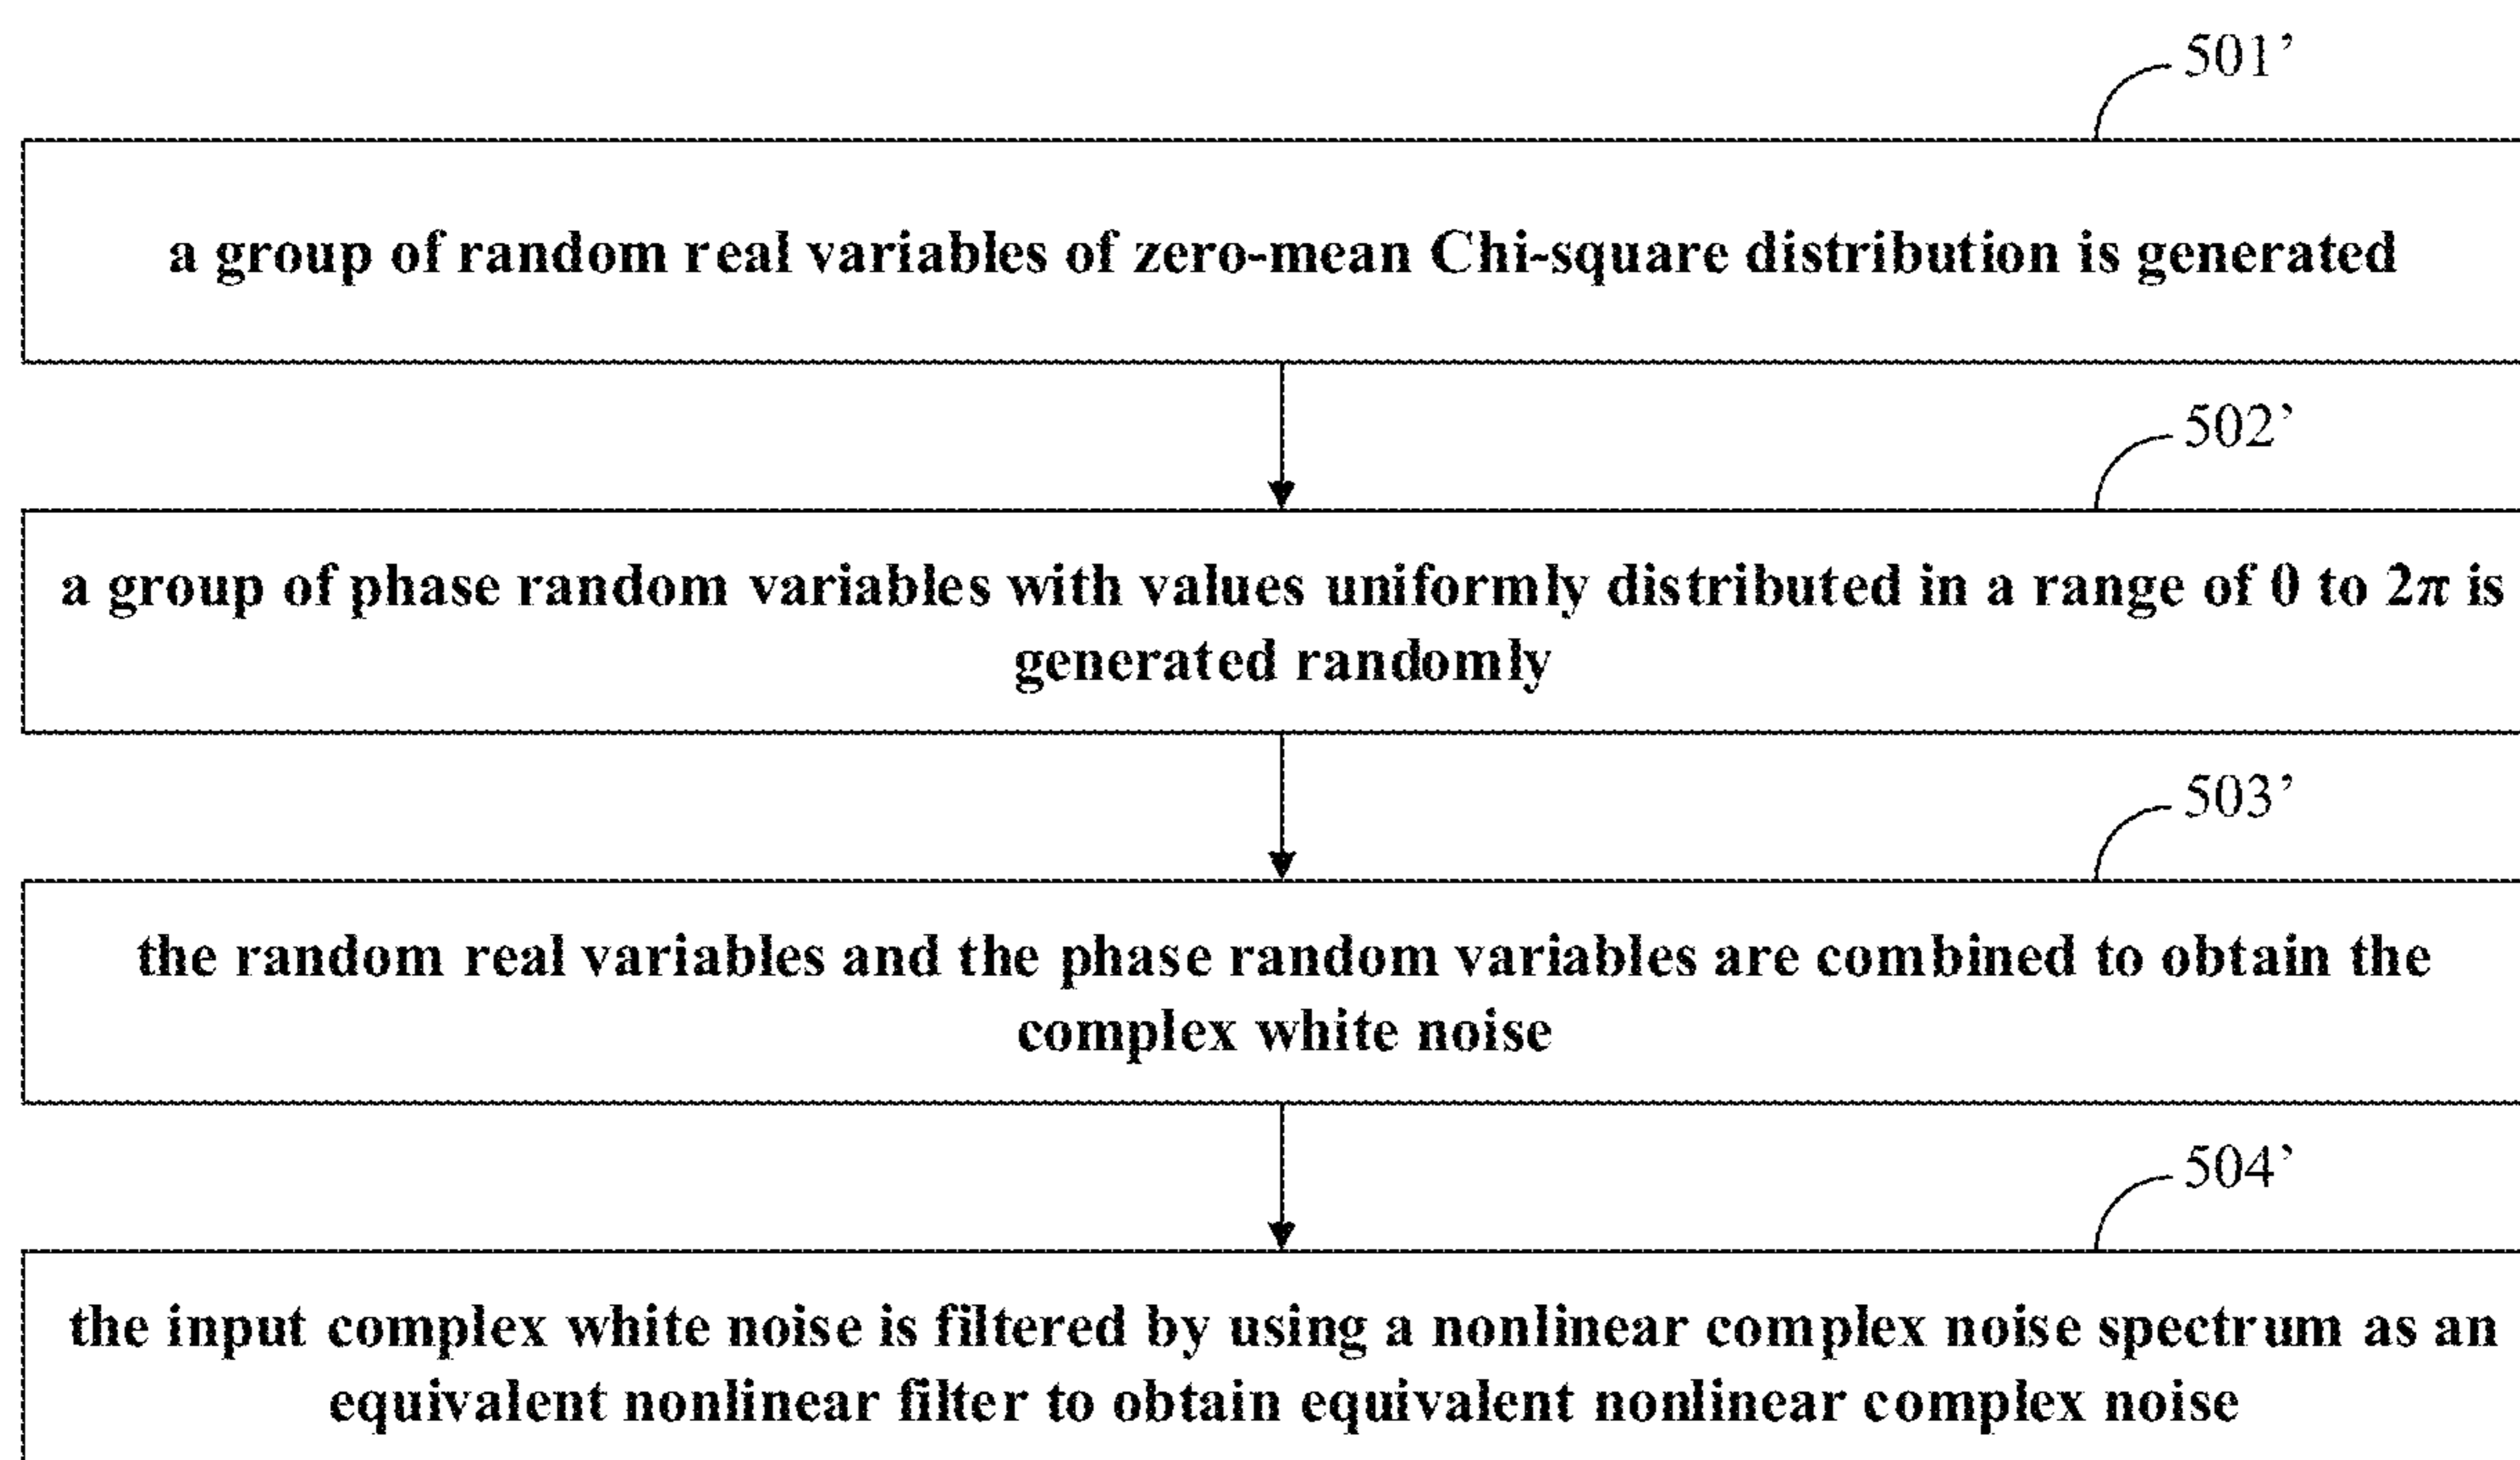 501’
a group of random real variables of zero-mean Chi-square distribution is generated
502’
a group of phase random variables with values uniformly distributed in a range of 0 to 2π is
generated randomly
503’
the random real variables and the phase random variables are combined to obtain the
complex white noise
504’
the input complex white noise is filtered by using a nonlinear complex noise spectrum as an
equivalent nonlinear filter to obtain equivalent nonlinear complex noise